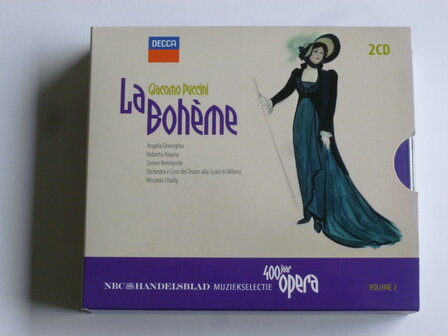 DECCA
2CD
Giacomo Puccini
La Bohème
Angela Gheorghiu
Roberto Alagna
Simon Keenlyside
Orchestra e Coro del Teatro alla Scala di Milano
Riccardo Chailly
NRC HANDELSBLAD MUZIEKSELECTIE 400 jaar opera VOLUME 2